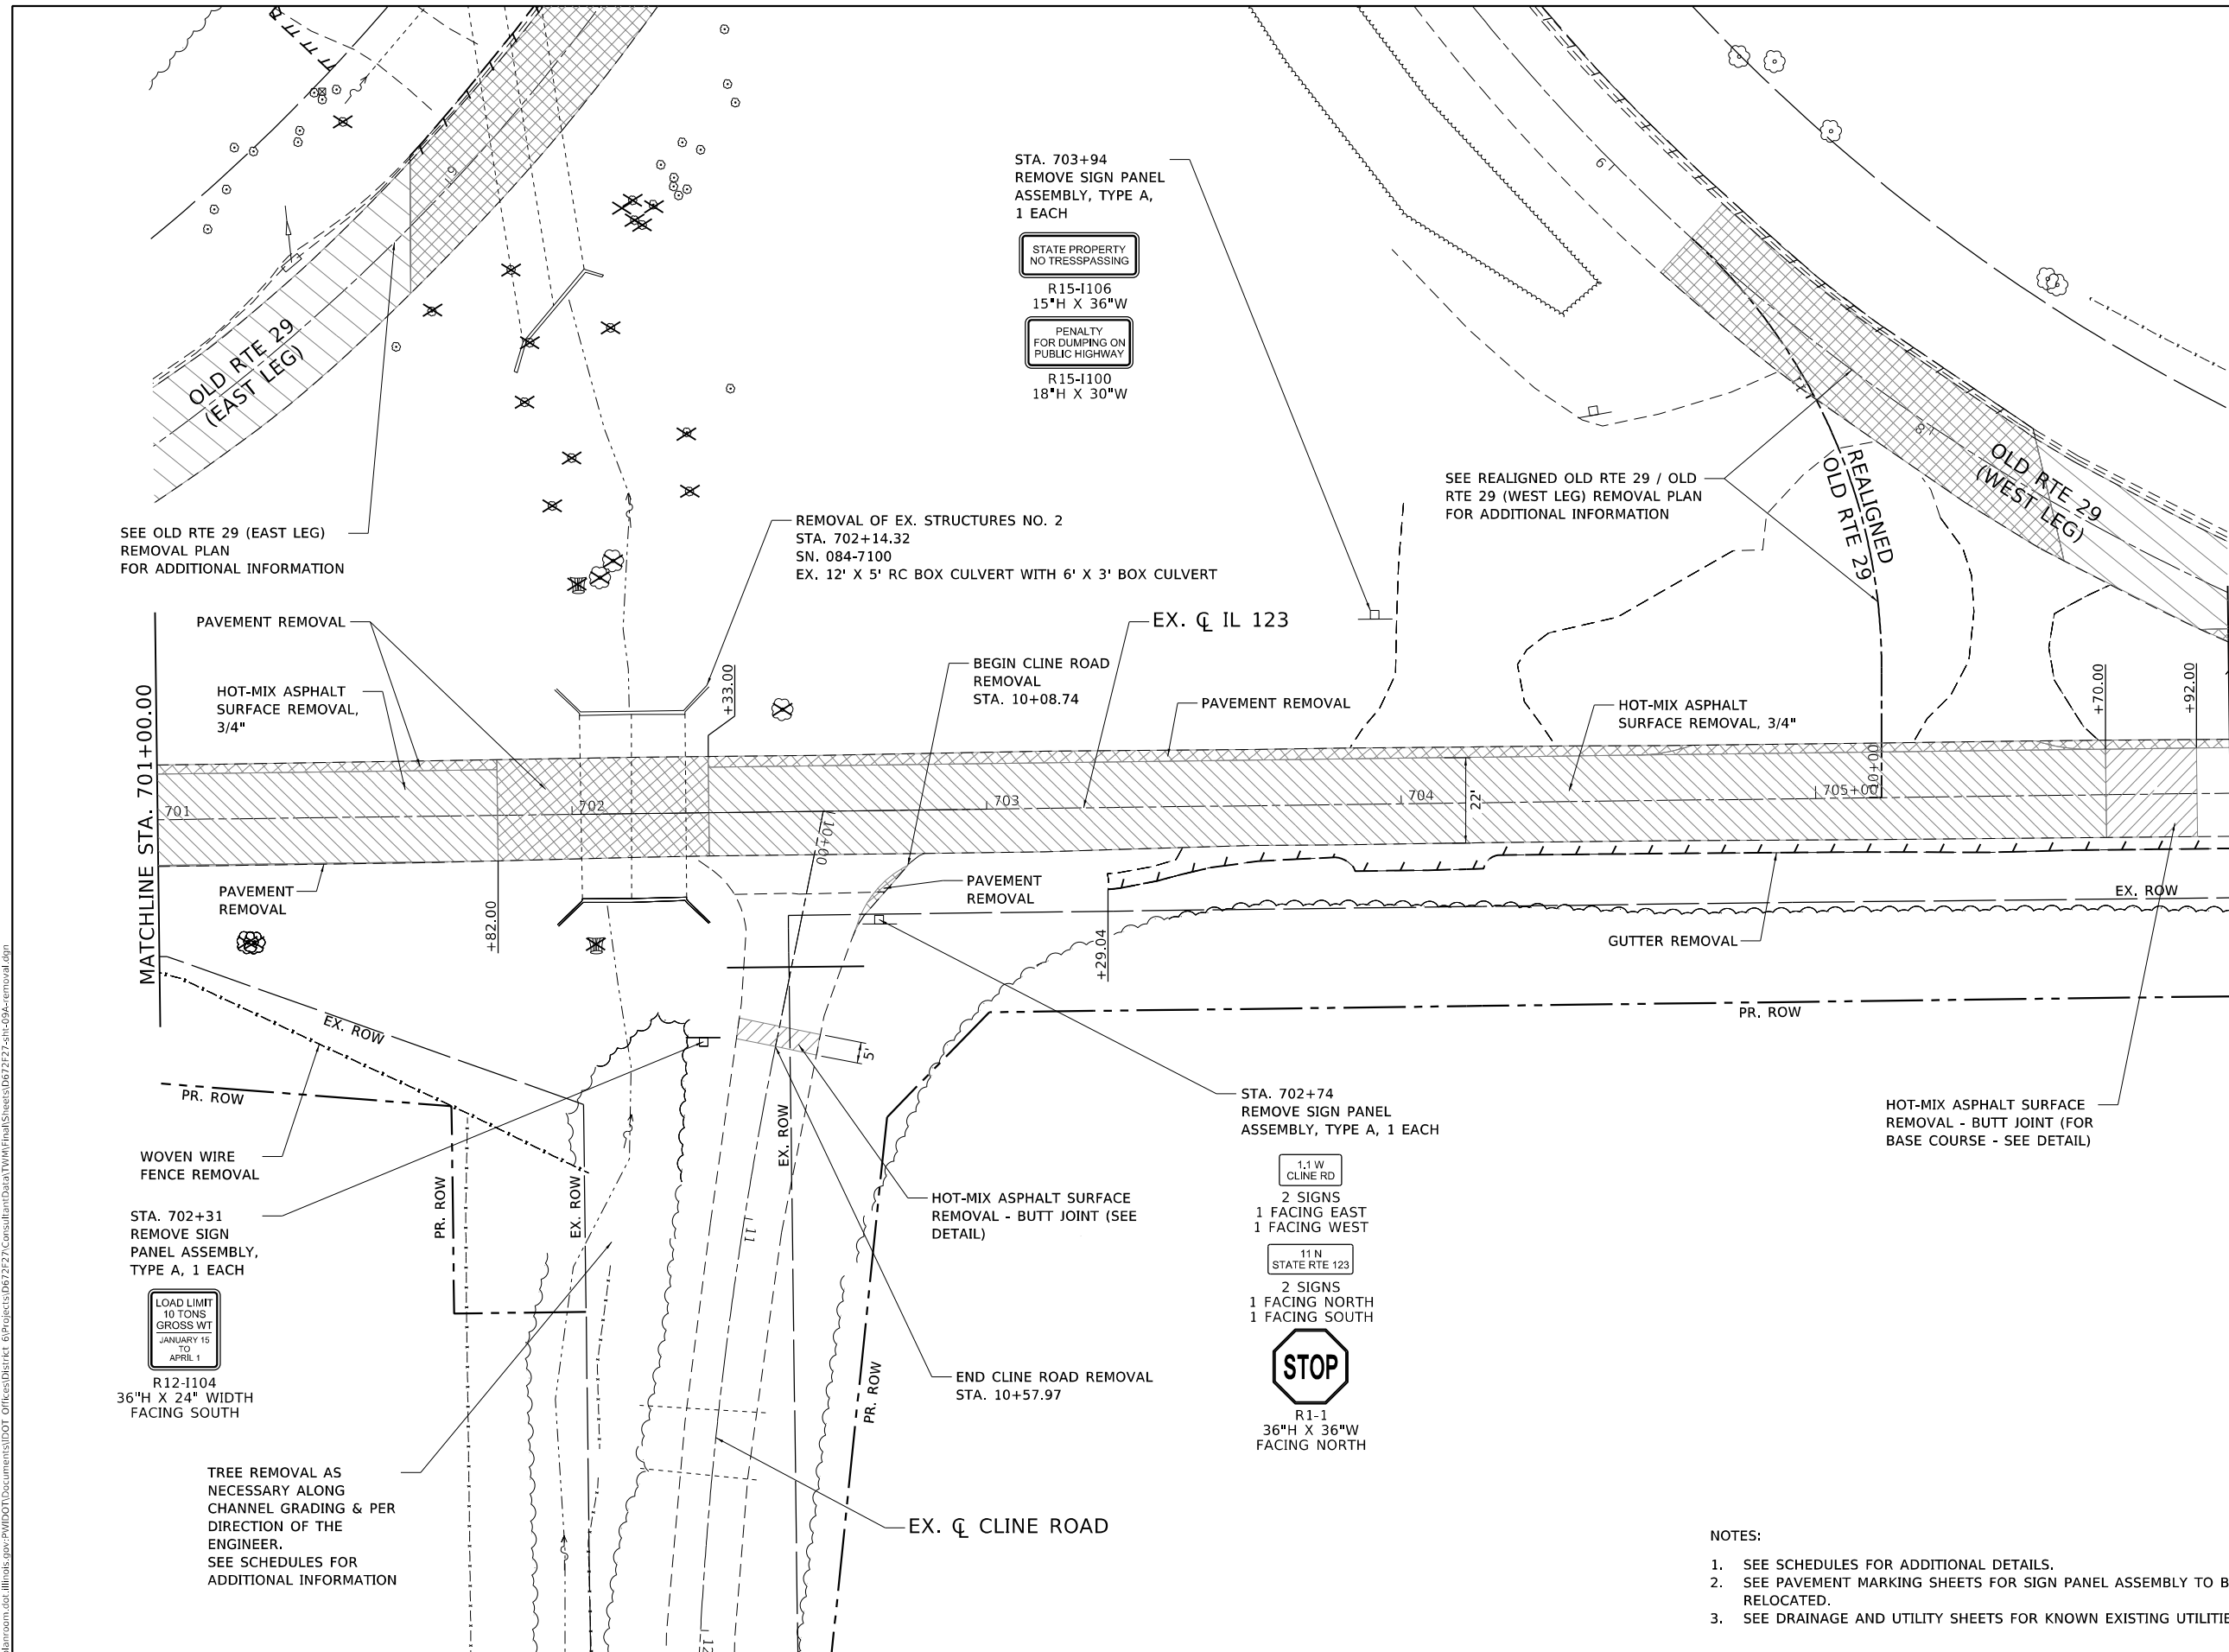 STA. 703+94
REMOVE SIGN PANEL
ASSEMBLY, TYPE A,
1 EACH
STATE PROPERTY
NO TRESSPASSING
R15-I106
15"H X 36"W
PENALTY
FOR DUMPING ON
PUBLIC HIGHWAY
R15-I100
18"H X 30"W
6
9
8
OLD RTE 29
(EAST LEG)
OLD RTE 29
(WEST LEG)
REALIGNED
OLD RTE 29
SEE REALIGNED OLD RTE 29 / OLD
RTE 29 (WEST LEG) REMOVAL PLAN
FOR ADDITIONAL INFORMATION
SEE OLD RTE 29 (EAST LEG)
REMOVAL PLAN
FOR ADDITIONAL INFORMATION
REMOVAL OF EX. STRUCTURES NO. 2
STA. 702+14.32
SN. 084-7100
EX. 12' X 5' RC BOX CULVERT WITH 6' X 3' BOX CULVERT
PAVEMENT REMOVAL
EX. ℄ IL 123
HOT-MIX ASPHALT
SURFACE REMOVAL,
3/4"
+33.00
BEGIN CLINE ROAD
REMOVAL
STA. 10+08.74
PAVEMENT REMOVAL
HOT-MIX ASPHALT
SURFACE REMOVAL, 3/4"
+70.00
+92.00
MATCHLINE STA. 701+00.00
701
702
703
704
705+00
10+00
22'
10+00
PAVEMENT
REMOVAL
+82.00
PAVEMENT
REMOVAL
+29.04
GUTTER REMOVAL
EX. ROW
PR. ROW
EX. ROW
PR. ROW
5'
WOVEN WIRE
FENCE REMOVAL
PR. ROW
EX. ROW
EX. ROW
STA. 702+74
REMOVE SIGN PANEL
ASSEMBLY, TYPE A, 1 EACH
1.1 W
CLINE RD
2 SIGNS
1 FACING EAST
1 FACING WEST
11 N
STATE RTE 123
2 SIGNS
1 FACING NORTH
1 FACING SOUTH
STOP
R1-1
36"H X 36"W
FACING NORTH
HOT-MIX ASPHALT SURFACE
REMOVAL - BUTT JOINT (FOR
BASE COURSE - SEE DETAIL)
HOT-MIX ASPHALT SURFACE
REMOVAL - BUTT JOINT (SEE
DETAIL)
STA. 702+31
REMOVE SIGN
PANEL ASSEMBLY,
TYPE A, 1 EACH
LOAD LIMIT
10 TONS
GROSS WT
JANUARY 15
TO
APRIL 1
R12-I104
36"H X 24" WIDTH
FACING SOUTH
11
END CLINE ROAD REMOVAL
STA. 10+57.97
PR. ROW
TREE REMOVAL AS
NECESSARY ALONG
CHANNEL GRADING & PER
DIRECTION OF THE
ENGINEER.
SEE SCHEDULES FOR
ADDITIONAL INFORMATION
EX. ℄ CLINE ROAD
12
NOTES:
1. SEE SCHEDULES FOR ADDITIONAL DETAILS.
2. SEE PAVEMENT MARKING SHEETS FOR SIGN PANEL ASSEMBLY TO B
RELOCATED.
3. SEE DRAINAGE AND UTILITY SHEETS FOR KNOWN EXISTING UTILITIE